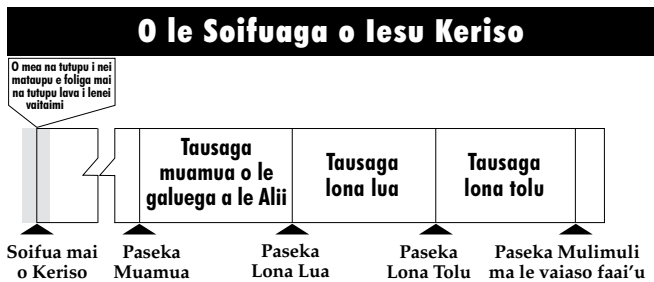 O le Soifuaga o Iesu Keriso
O mea na tutupu i nei
mataupu e foliga mai
na tutupu lava i lenei
vaitaimi
Tausaga
muamua o le
galuega a le Alii
Tausaga
lona lua
Tausaga
lona tolu
Soifua mai
o Keriso
Paseka
Muamua
Paseka
Lona Lua
Paseka
Lona Tolu
Paseka Mulimuli
ma le vaiaso faai'u